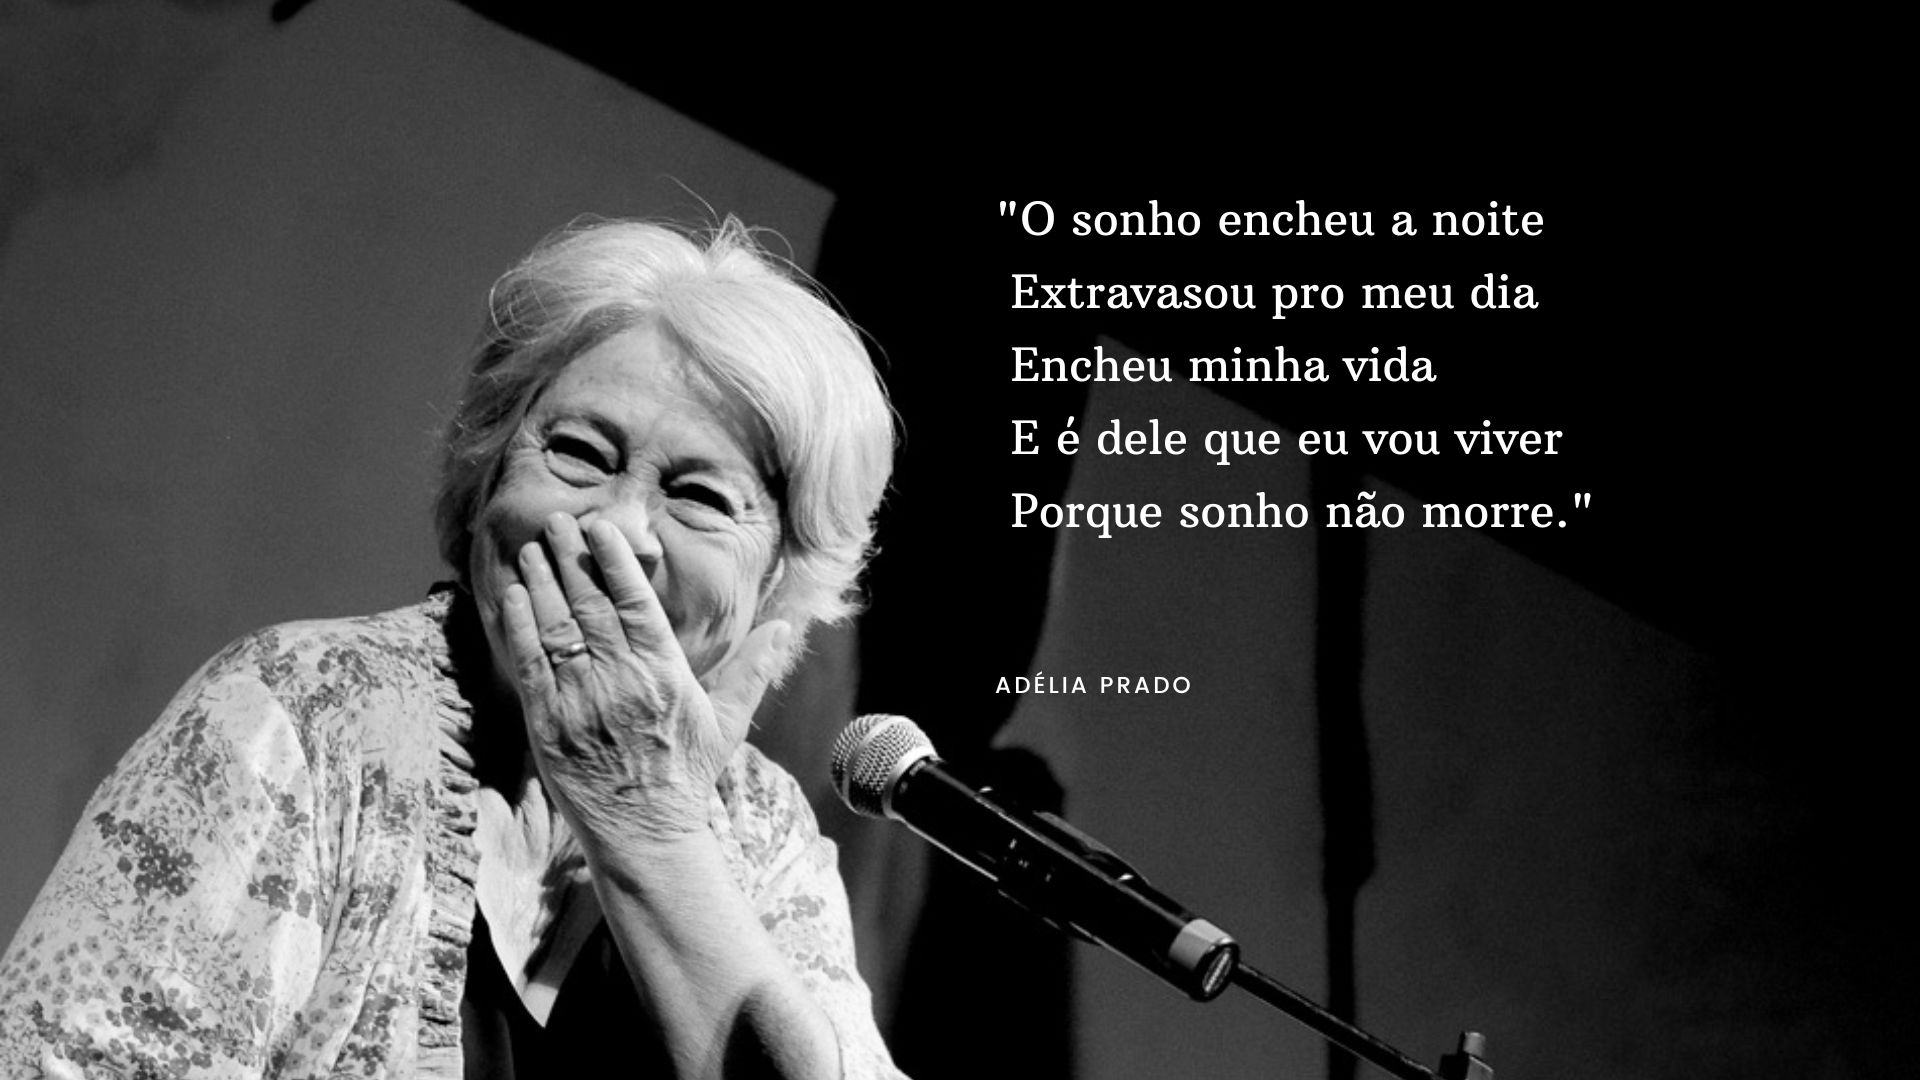 "O sonho encheu a noite
Extravasou pro meu dia
Encheu minha vida
E é dele que eu vou viver
Porque sonho não morre."
ADÉLIA PRADO